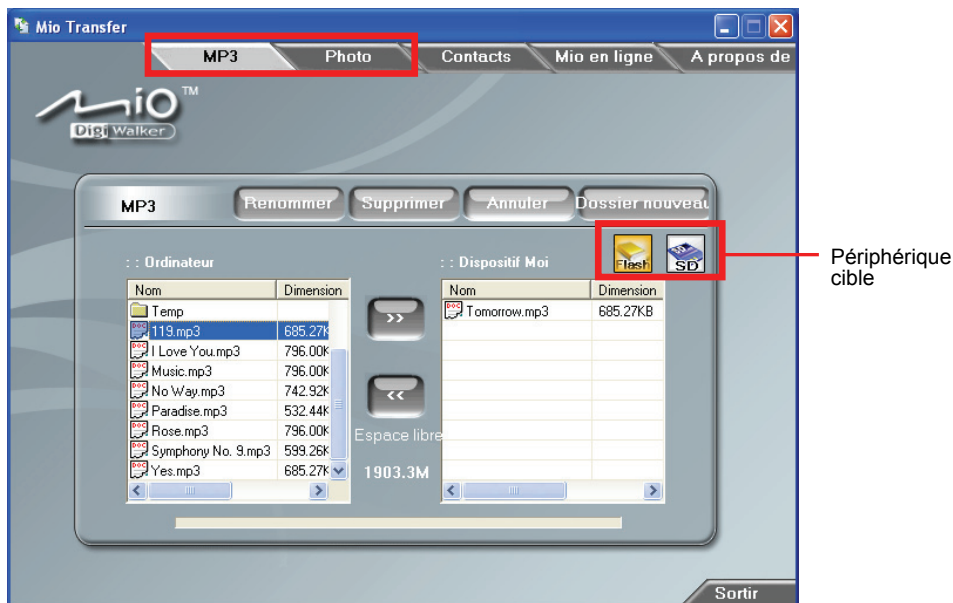 Mio Transfer
MP3 Photo Contacts Mio en ligne A propos de
Mio TM
Digi Walker
MP3 Renommer Supprimer Annuler Dossier nouveau
Flash SD
Périphérique
cible
: : Ordinateur
: : Dispositif Moi
Nom Dimension
Temp
119.mp3 685.27K
I Love You.mp3 796.00K
Music.mp3 796.00K
No Way.mp3 742.92K
Paradise.mp3 532.44K
Rose.mp3 796.00K
Symphony No. 9.mp3 599.26K
Yes.mp3 685.27K
>>
<<
Espace libre
1903.3M
Nom Dimension
Tomorrow.mp3 685.27KB
Sortir